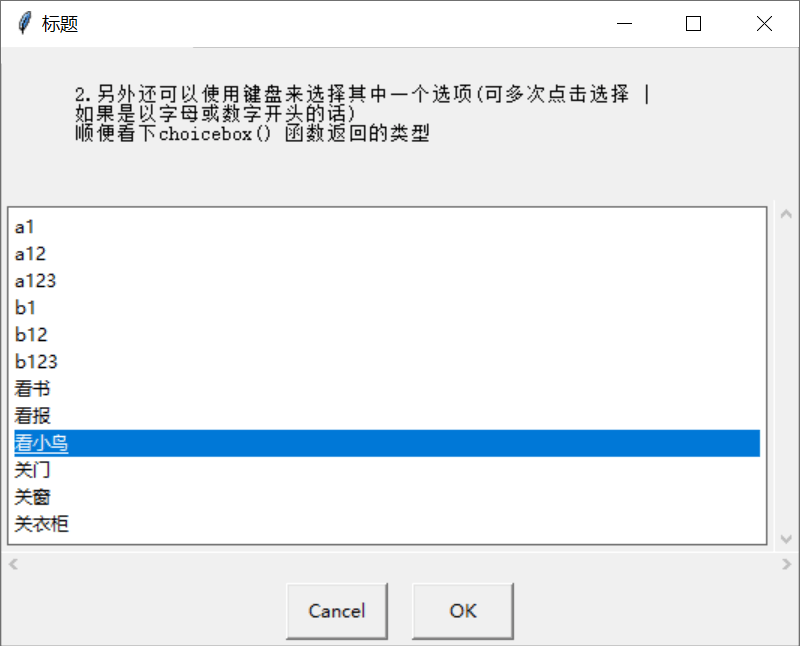 标题
2.另外还可以使用键盘来选择其中一个选项(可多次点击选择 |
如果是以字母或数字开头的话)
顺便看下choicebox() 函数返回的类型
a1
a12
a123
b1
b12
b123
看书
看报
看小鸟
关门
关窗
关衣柜
Cancel
OK